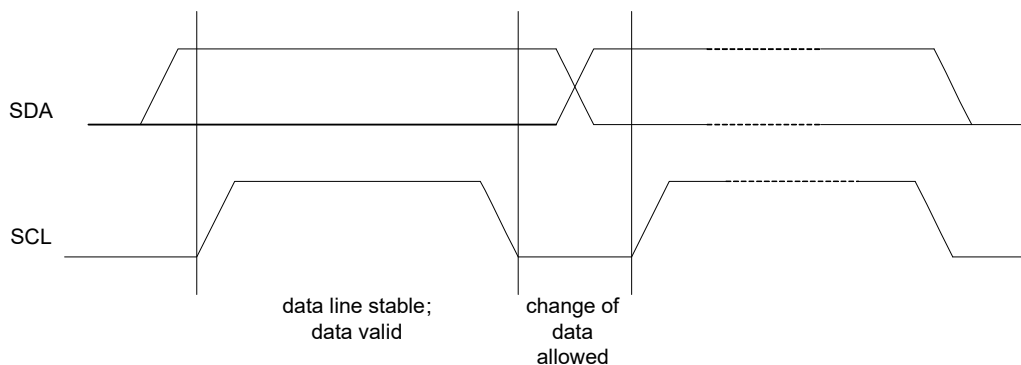 SDA
SCL
data line stable;
data valid
change of
data
allowed